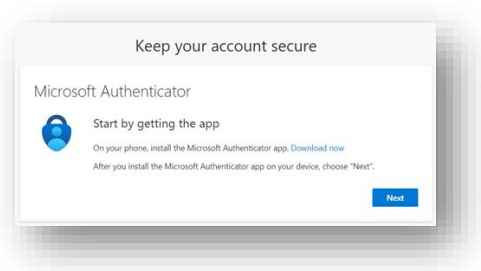 Keep your account secure
Microsoft Authenticator
Start by getting the app
On your phone, install the Microsoft Authenticator app. Download now
After you install the Microsoft Authenticator app on your device, choose "Next".
Next